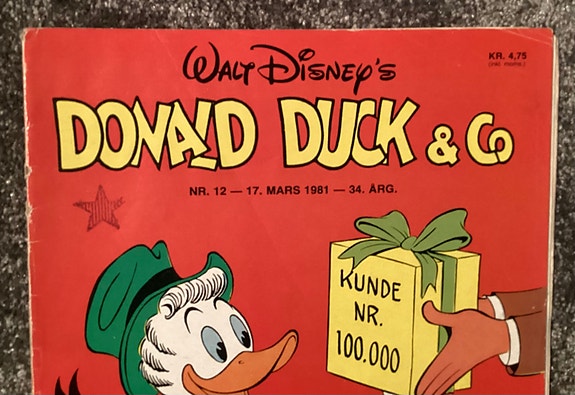 Walt Disney's
KR. 4,75
(inkl. moms.)
DONALD DUCK & Co
NR. 12 — 17. MARS 1981 — 34. ÅRG.
KUNDE
NR.
100.000